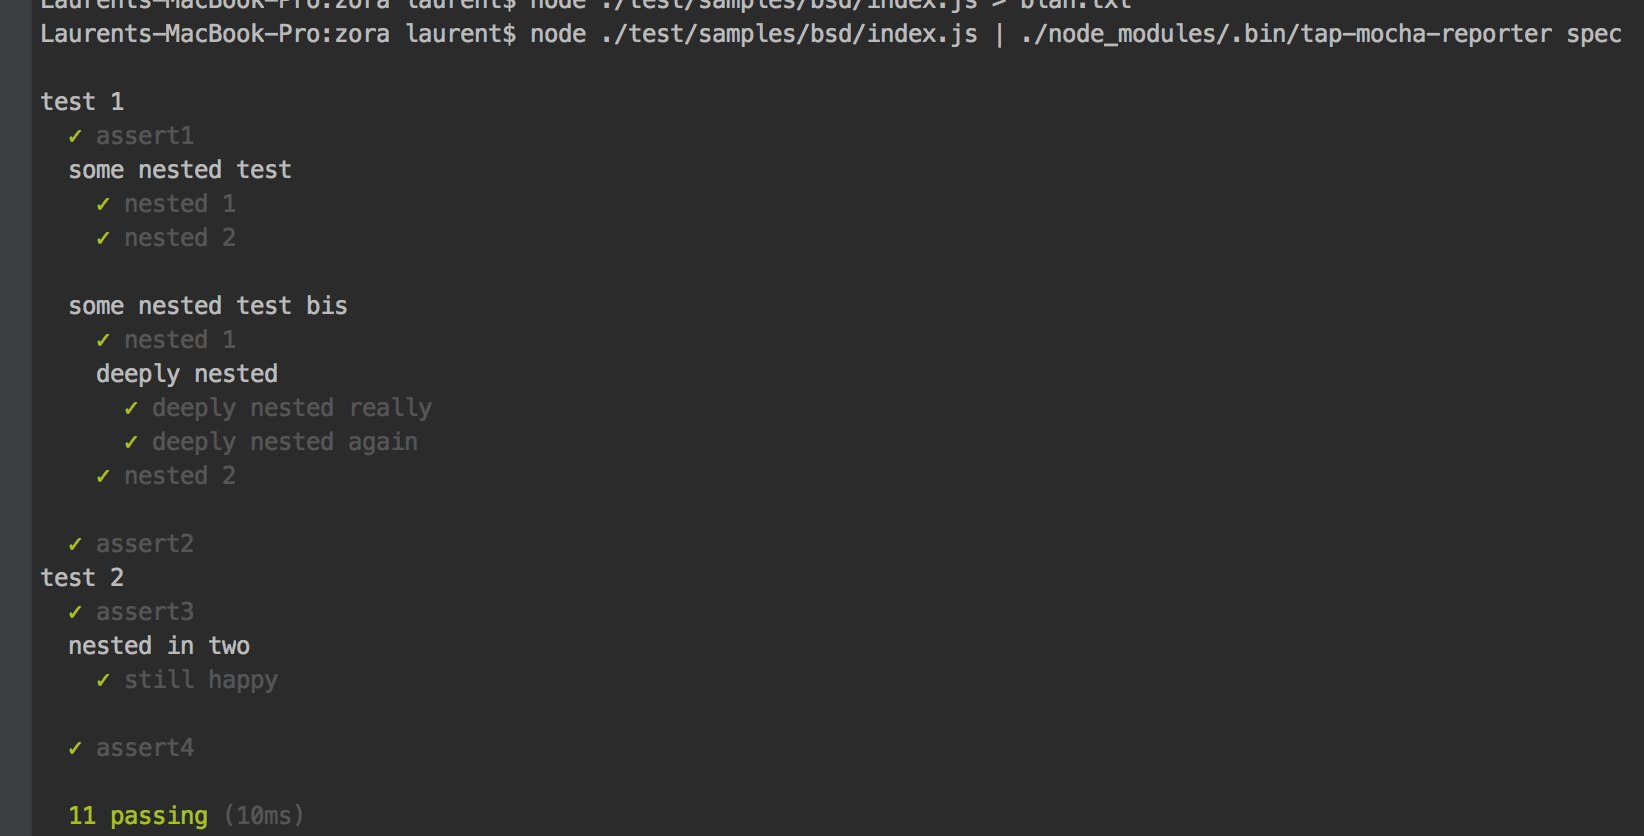 Laurents-MacBook-Pro:zora laurent$ node ./test/samples/bsd/index.js > blah.txt
Laurents-MacBook-Pro:zora laurent$ node ./test/samples/bsd/index.js | ./node_modules/.bin/tap-mocha-reporter spec
test 1
✓ assert1
some nested test
✓ nested 1
✓ nested 2
some nested test bis
✓ nested 1
deeply nested
✓ deeply nested really
✓ deeply nested again
✓ nested 2
✓ assert2
test 2
✓ assert3
nested in two
✓ still happy
✓ assert4
11 passing (10ms)